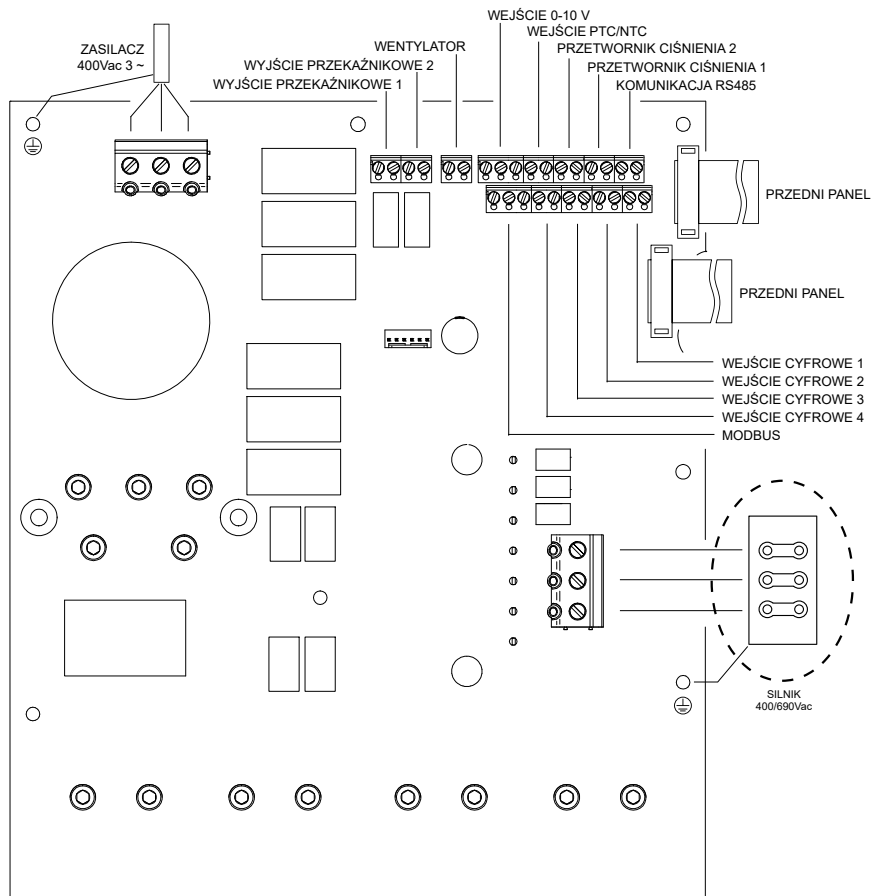 WEJŚCIE 0-10 V
WEJŚCIE PTC/NTC
ZASILACZ
400Vac 3 ~
WENTYLATOR
PRZETWORNIK CIŚNIENIA 2
WYJŚCIE PRZEKAŹNIKOWE 2
PRZETWORNIK CIŚNIENIA 1
WYJŚCIE PRZEKAŹNIKOWE 1
KOMUNIKACJA RS485
PRZEDNI PANEL
PRZEDNI PANEL
WEJŚCIE CYFROWE 1
WEJŚCIE CYFROWE 2
WEJŚCIE CYFROWE 3
WEJŚCIE CYFROWE 4
MODBUS
SILNIK
400/690Vac